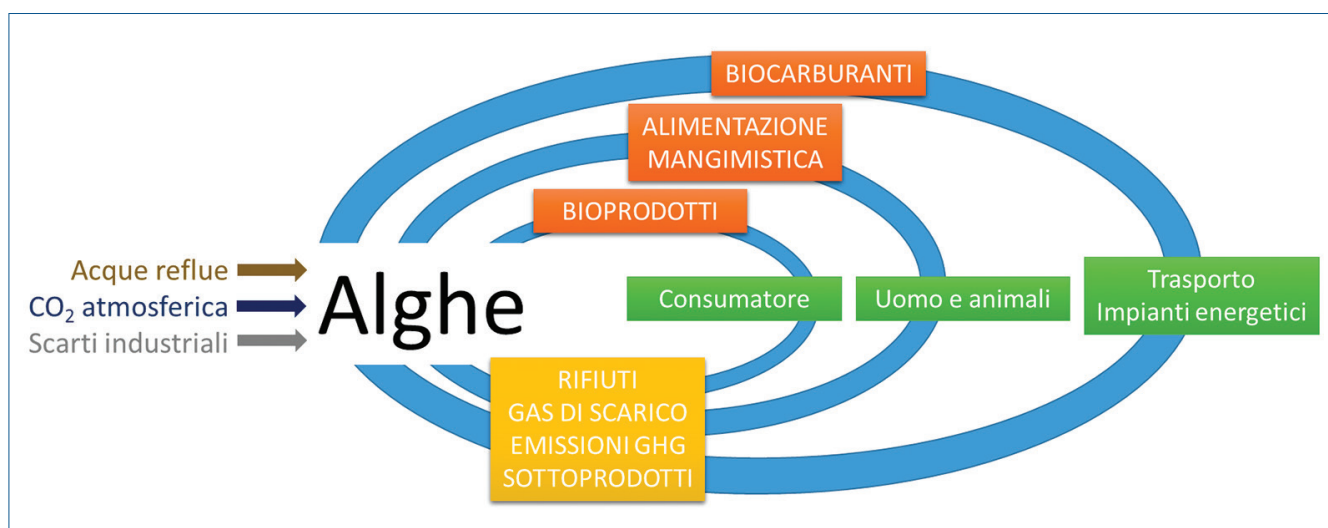 BIOCARBURANTI
ALIMENTAZIONE
MANGIMISTICA
BIOPRODOTTI
Acque reflue
CO₂ atmosferica
Scarti industriali
Alghe
Consumatore
Uomo e animali
Trasporto
Impianti energetici
RIFIUTI
GAS DI SCARICO
EMISSIONI GHG
SOTTOPRODOTTI